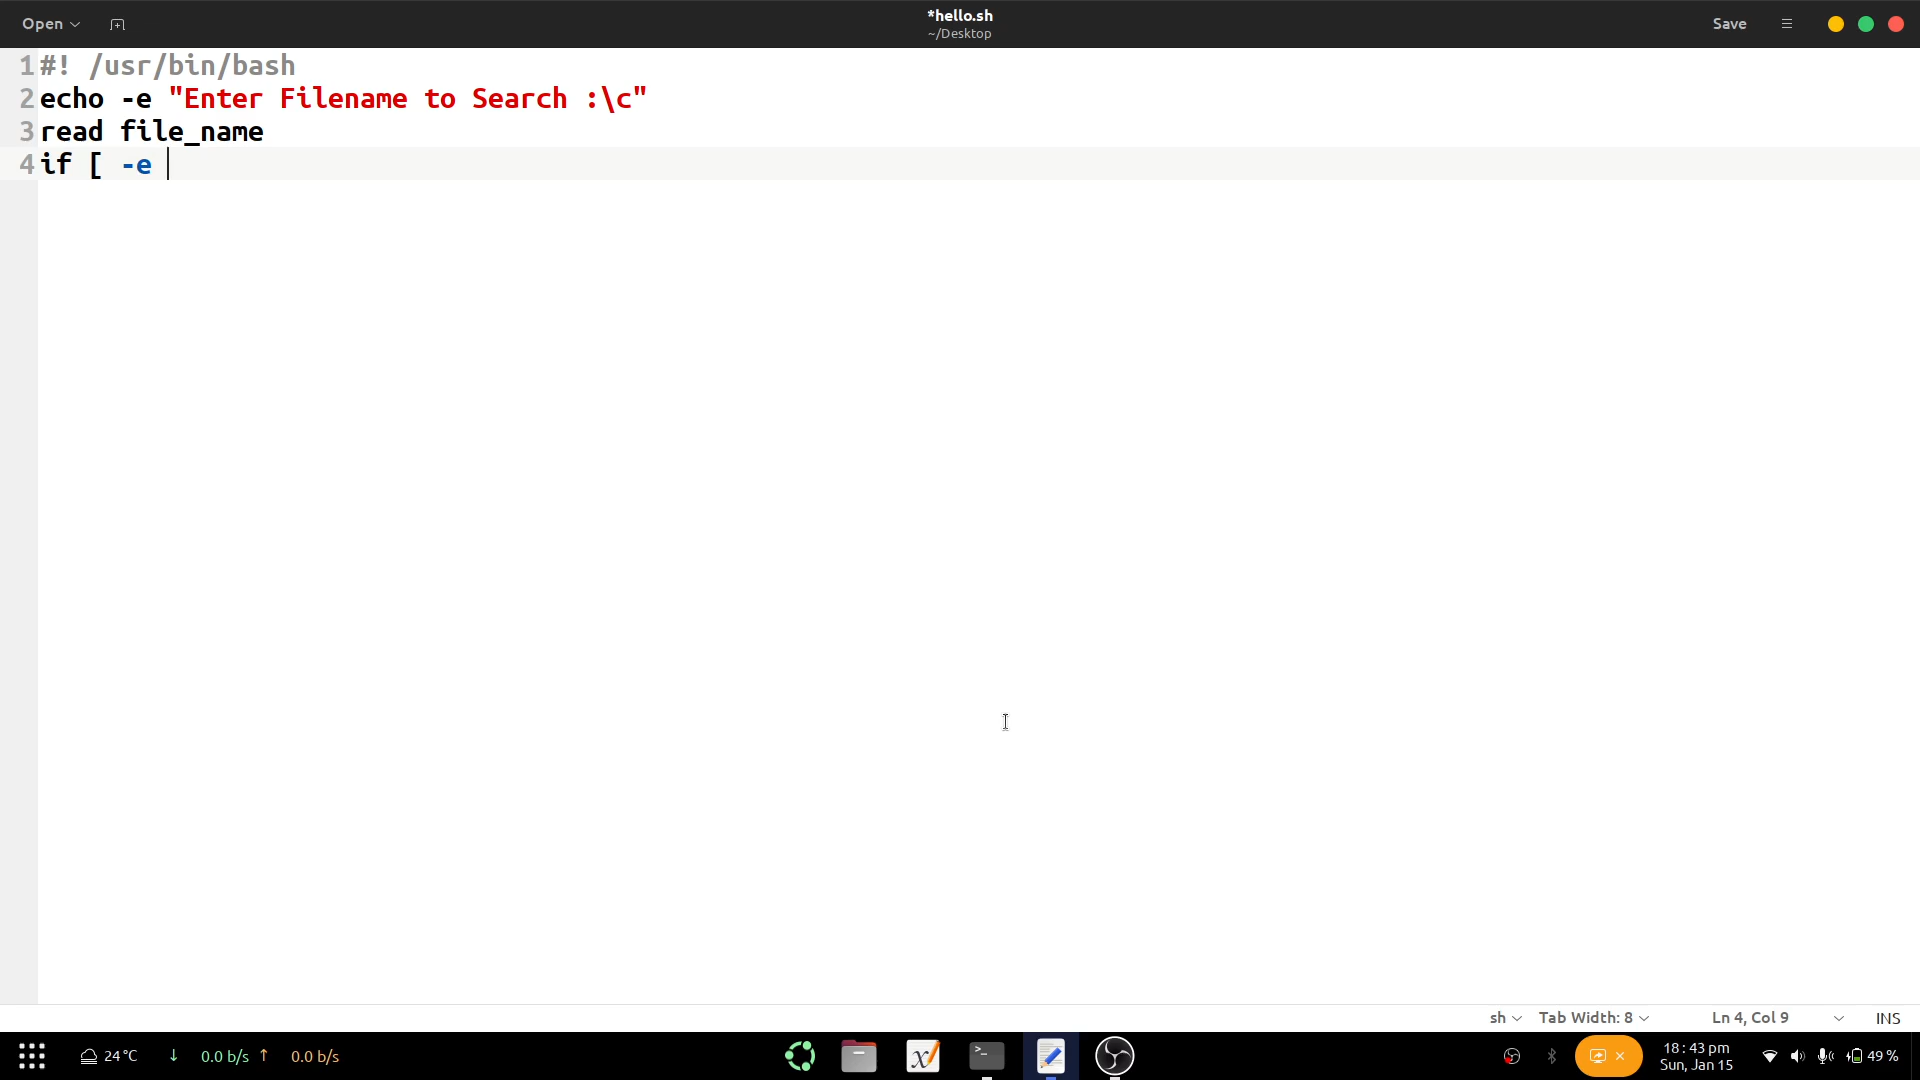 Open
*hello.sh
~/Desktop
Save
1 #! /usr/bin/bash
2 echo -e "Enter Filename to Search :\c"
3 read file_name
4 if [ -e
sh
Tab Width: 8
Ln 4, Col 9
INS
24°C
↓ 0.0 b/s ↑ 0.0 b/s
18:43 pm
Sun, Jan 15
49 %